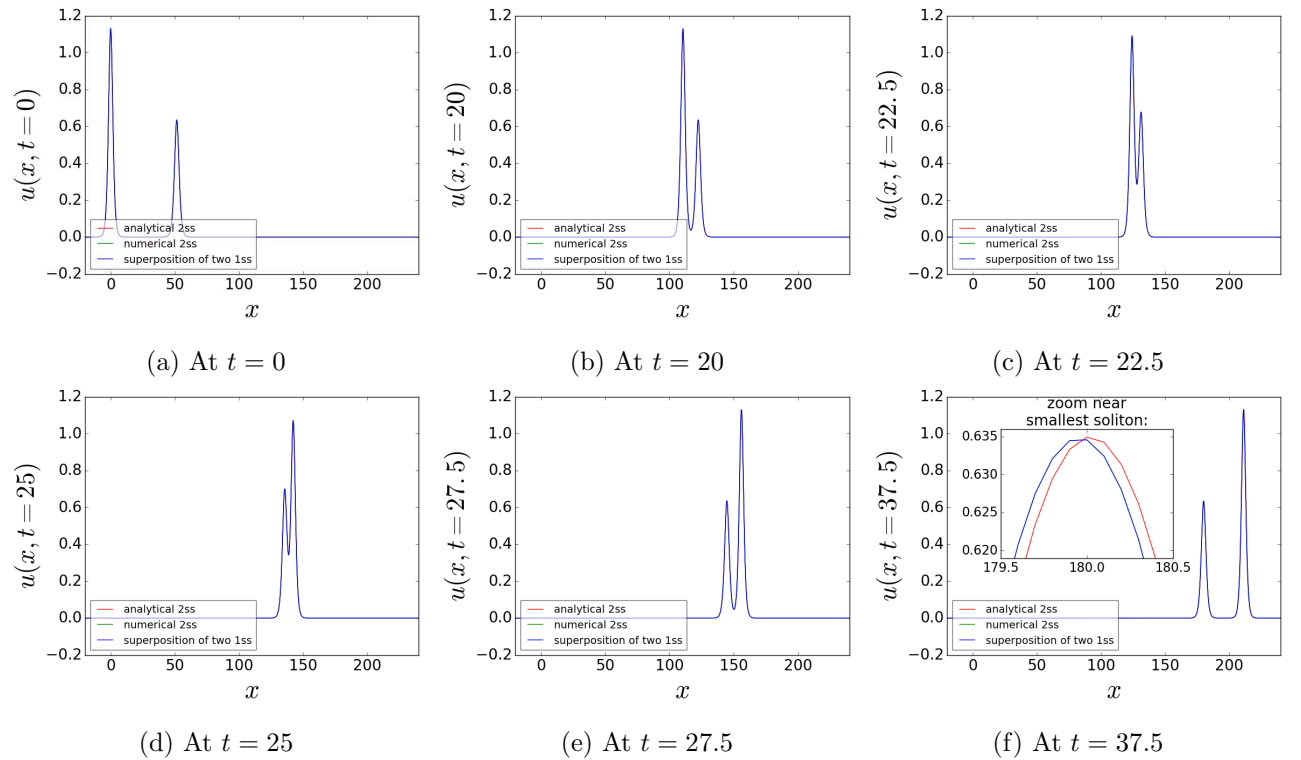 1.2
1.0
0.8
0.6
0.4
0.2
0.0
−0.2
u(x, t = 0)
analytical 2ss
numerical 2ss
superposition of two 1ss
0 50 100 150 200
x
(a) At t = 0
1.2
1.0
0.8
0.6
0.4
0.2
0.0
−0.2
u(x, t = 20)
analytical 2ss
numerical 2ss
superposition of two 1ss
0 50 100 150 200
x
(b) At t = 20
1.2
1.0
0.8
0.6
0.4
0.2
0.0
−0.2
u(x, t = 22.5)
analytical 2ss
numerical 2ss
superposition of two 1ss
0 50 100 150 200
x
(c) At t = 22.5
1.2
1.0
0.8
0.6
0.4
0.2
0.0
−0.2
u(x, t = 25)
analytical 2ss
numerical 2ss
superposition of two 1ss
0 50 100 150 200
x
(d) At t = 25
1.2
1.0
0.8
0.6
0.4
0.2
0.0
−0.2
u(x, t = 27.5)
analytical 2ss
numerical 2ss
superposition of two 1ss
0 50 100 150 200
x
(e) At t = 27.5
1.2
1.0
0.8
0.6
0.4
0.2
0.0
−0.2
u(x, t = 37.5)
zoom near
smallest soliton:
0.635
0.630
0.625
0.620
179.5 180.0 180.5
analytical 2ss
numerical 2ss
superposition of two 1ss
0 50 100 150 200
x
(f) At t = 37.5